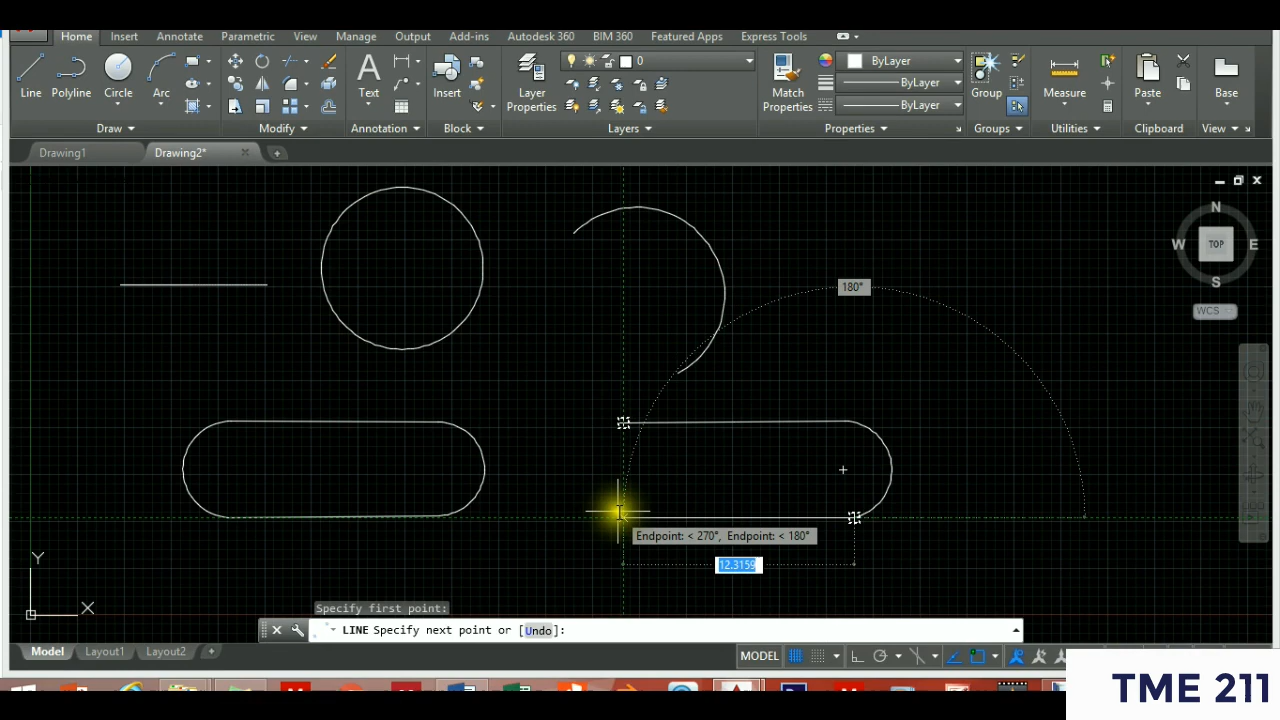 Home Insert Annotate Parametric View Manage Output Add-ins Autodesk 360 BIM 360 Featured Apps Express Tools
0
ByLayer
ByLayer
ByLayer
Line Polyline Circle Arc Text Insert Layer Properties Match Properties Group Measure Paste Base
Draw Modify Annotation Block Layers Properties Groups Utilities Clipboard View
Drawing1 Drawing2*
N
W TOP E
S
WCS
180°
Endpoint: < 270°, Endpoint: < 180°
12.3159
Y
X
Specify first point:
LINE Specify next point or [Undo]:
Model Layout1 Layout2 +
MODEL
TME 211